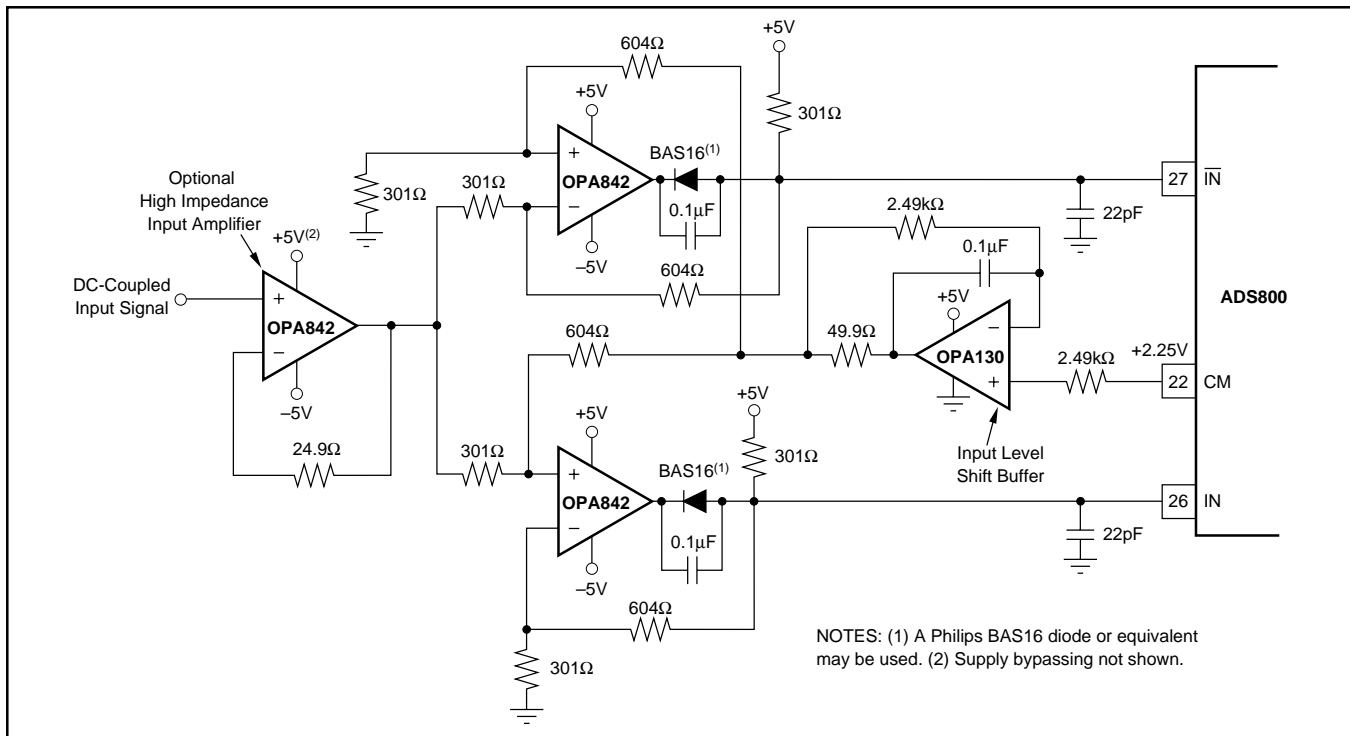 +5V
604Ω
+5V
301Ω
BAS16(1)
+
OPA842
−
Optional
High Impedance
Input Amplifier
301Ω
301Ω
27
IN
2.49kΩ
0.1µF
22pF
+5V(2)
−5V
0.1µF
DC-Coupled
Input Signal
+
OPA842
−
604Ω
+5V
ADS800
604Ω
49.9Ω
−
OPA130
+
2.49kΩ
+2.25V
22
CM
−5V
+5V
+5V
24.9Ω
301Ω
+
OPA842
−
BAS16(1)
301Ω
Input Level
Shift Buffer
26
IN
0.1µF
22pF
−5V
604Ω
301Ω
NOTES: (1) A Philips BAS16 diode or equivalent
may be used. (2) Supply bypassing not shown.